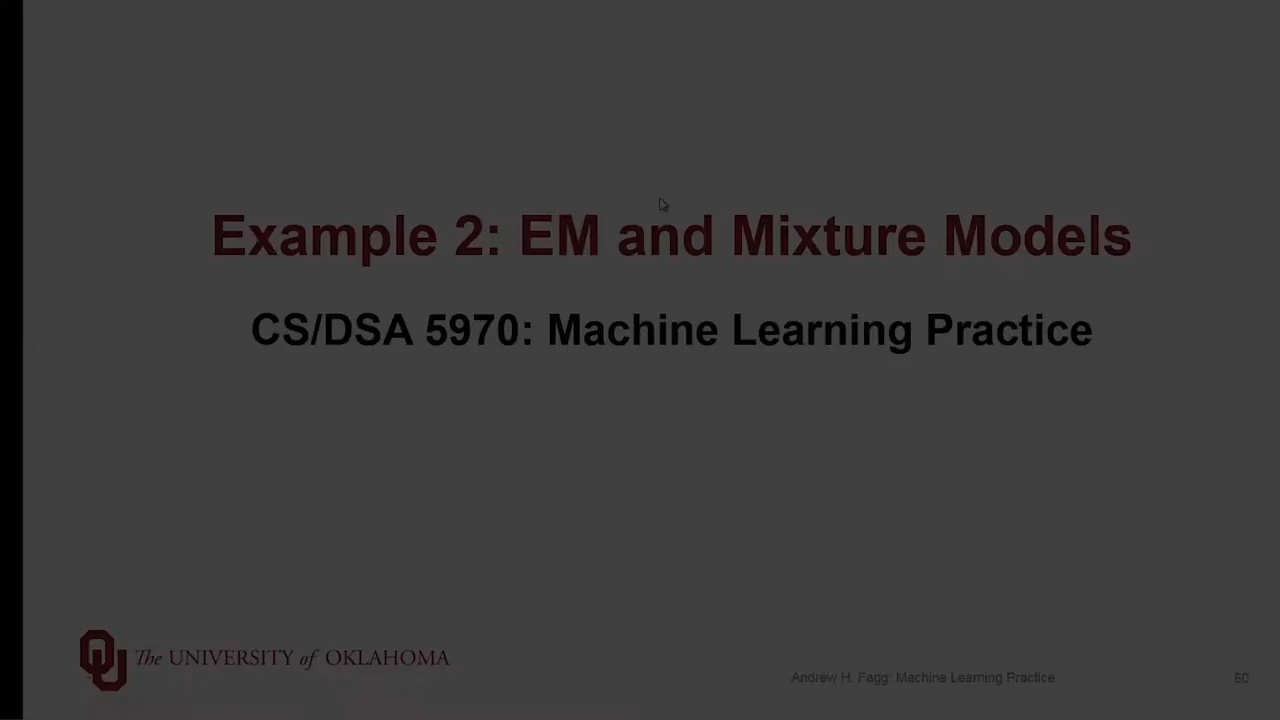 Example 2: EM and Mixture Models
CS/DSA 5970: Machine Learning Practice
The UNIVERSITY of OKLAHOMA
Andrew H. Fagg: Machine Learning Practice
60